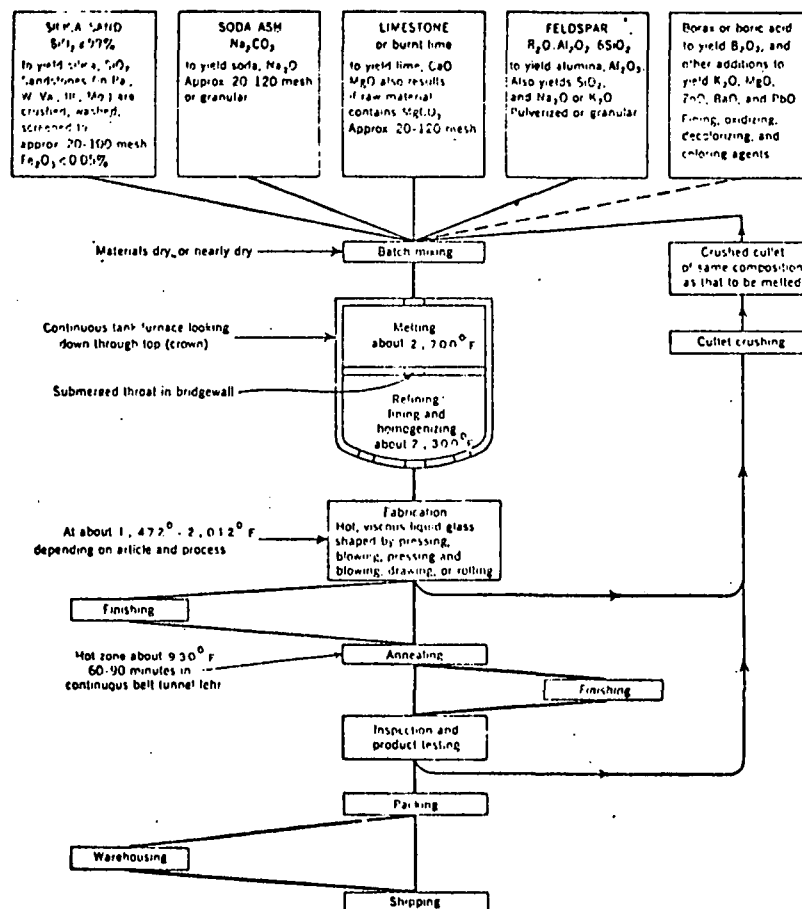 SILICA SAND
to yield silica, SiO₂
Sandstones (in Pa.,
W. Va., Ill., Mo.) are
crushed, washed,
screened to
approx. 20-100 mesh
Fe₂O₃ <0.05%
SODA ASH
Na₂CO₃
to yield soda, Na₂O
Approx. 20-120 mesh
or granular
LIMESTONE
or burnt lime
to yield lime, CaO
MgO also results
if raw material
contains MgCO₃
Approx. 20-120 mesh
FELDSPAR
R₂O.Al₂O₃ 6SiO₂
to yield alumina, Al₂O₃.
Also yields SiO₂,
and Na₂O or K₂O
Pulverized or granular
Borax or boric acid
to yield B₂O₃, and
other additions to
yield K₂O, MgO,
ZnO, BaO, and PbO
Fining, oxidizing,
decolorizing, and
coloring agents
Materials dry, or nearly dry
Batch mixing
Crushed cullet
of same composition
as that to be melted
Continuous tank furnace looking
down through top (crown)
Melting
about 2,700°F
Cullet crushing
Submerged throat in bridgewall
Refining:
fining and
homogenizing
about 2,300°F
At about 1,472° - 2,012° F
depending on article and process
Fabrication
Hot, viscous liquid glass
shaped by pressing,
blowing, pressing and
blowing, drawing, or rolling
Finishing
Hot zone about 930° F
60-90 minutes in
continuous belt tunnel lehr
Annealing
Finishing
Inspection and
product testing
Packing
Warehousing
Shipping